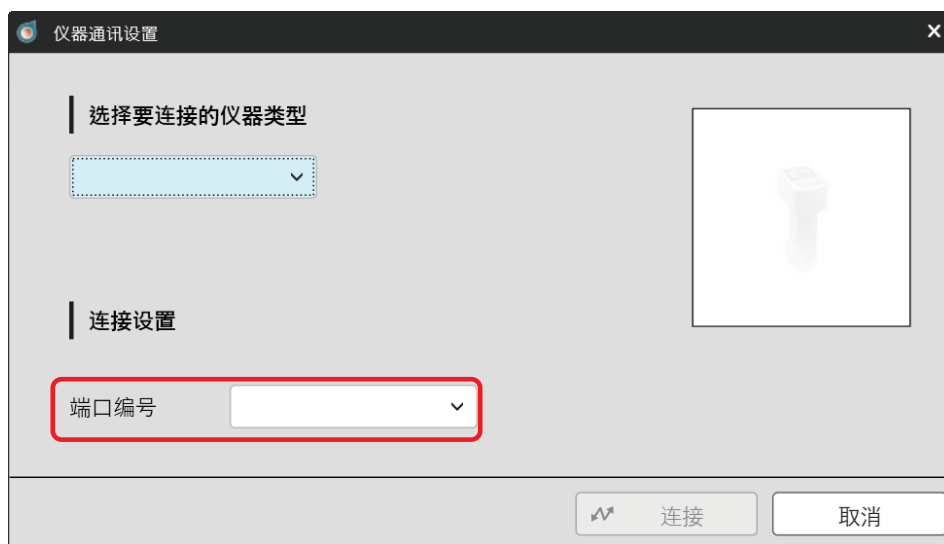 仪器通讯设置
选择要连接的仪器类型
连接设置
端口编号
连接
取消